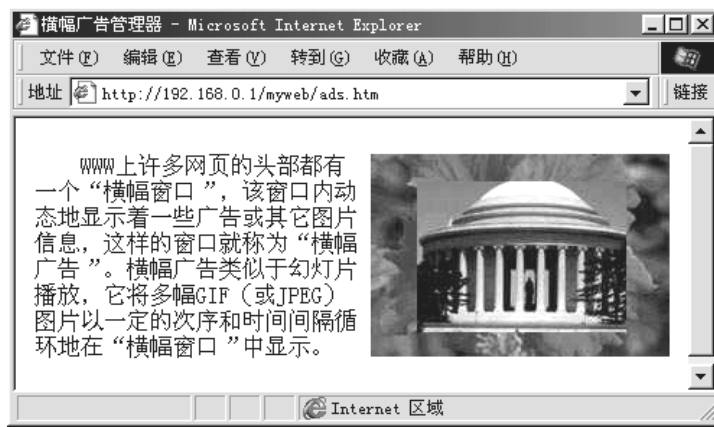 横幅广告管理器 - Microsoft Internet Explorer
文件(F) 编辑(E) 查看(V) 转到(G) 收藏(A) 帮助(H)
地址 http://192.168.0.1/myweb/ads.htm 链接
WWW上许多网页的头部都有
一个“横幅窗口”，该窗口内动
态地显示着一些广告或其它图片
信息，这样的窗口就称为“横幅
广告”。横幅广告类似于幻灯片
播放，它将多幅GIF（或JPEG）
图片以一定的次序和时间间隔循
环地在“横幅窗口”中显示。
Internet 区域